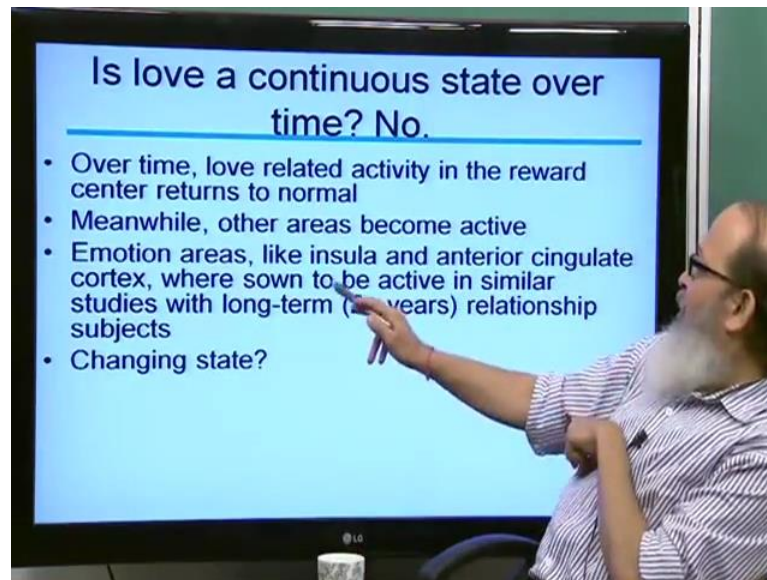 Is love a continuous state over
time? No.
• Over time, love related activity in the reward
center returns to normal
• Meanwhile, other areas become active
• Emotion areas, like insula and anterior cingulate
cortex, where sown to be active in similar
studies with long-term ( years) relationship
subjects
• Changing state?
LG